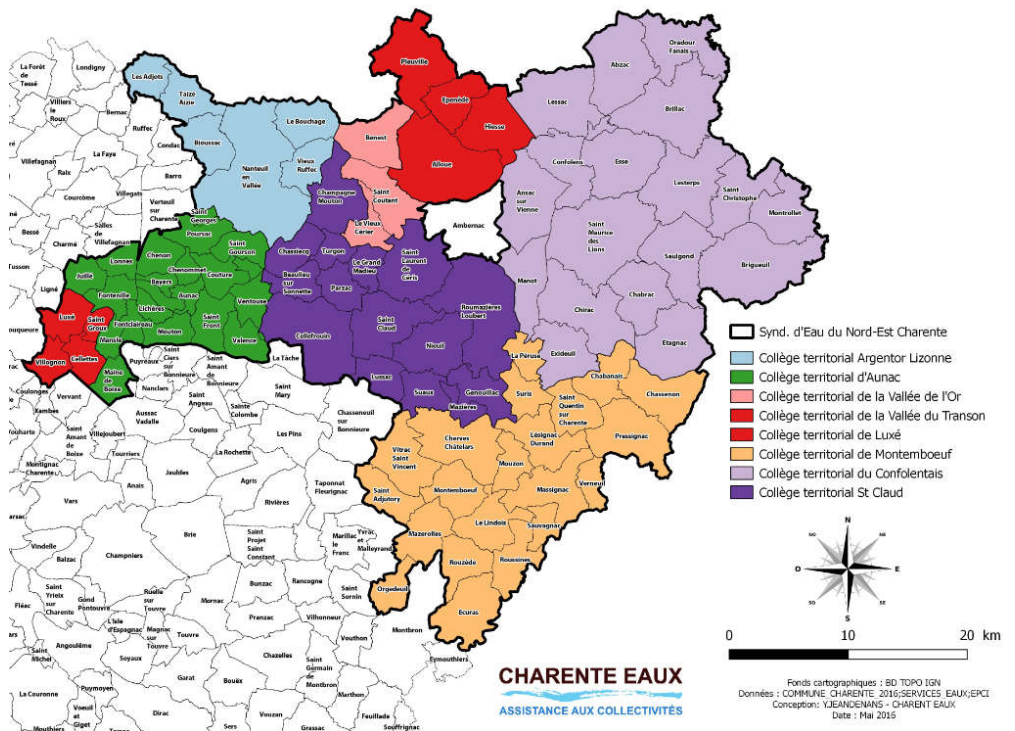 La Forêt
de
Tessé
Londigny
Les Adjots
Taizé
Aizie
Villiers
le
Roux
Bernac
Ruffec
Condac
Bioussac
Le Bouchage
Vieux
Ruffec
Nanteuil
en
Vallée
La Faye
Villefagnan
Raix
Barro
Courcôme
Villegats
Verteuil
sur
Charente
Salles
de
Villefagnan
Bessé
Charmé
Tusson
Ligné
Pleuville
Epenède
Hiesse
Alloue
Benest
Saint
Coutant
Le Vieux
Cérier
Champagne
Mouton
Ambernac
Oradour
Fanais
Abzac
Lessac
Brillac
Confolens
Esse
Lesterps
Saint
Christophe
Montrollet
Ansac
sur
Vienne
Saint
Maurice
des
Lions
Saulgond
Brigueuil
Manot
Chabrac
Chirac
Etagnac
Exideuil
Saint
Georges
Poursac
Saint
Gourson
Lonnes
Chenon
Chenommet
Couture
Juillé
Bayers
Aunac
Fontenille
Lichères
Ventouse
Fontclaireau
Mouton
Saint
Front
Valence
Luxé
Saint
Groux
Mansle
Villognon
Cellettes
Maine
de
Boixe
Chassiecq
Turgon
Le Grand
Madieu
Saint
Laurent
de
Céris
Beaulieu
sur
Sonnette
Parzac
Roumazières
Loubert
Cellefrouin
Saint
Claud
Nieuil
Lussac
Suaux
Genouillac
Mazières
La Péruse
Suris
Chabanais
Chassenon
Saint
Quentin
sur
Charente
Pressignac
Lésignac
Durand
Cherves
Châtelars
Vitrac
Saint
Vincent
Mouzon
Verneuil
Saint
Adjutory
Montemboeuf
Massignac
Le Lindois
Sauvagnac
Mazerolles
Rouzède
Roussines
Orgedeuil
Ecuras
Puyréaux
Saint
Ciers
sur
Bonnieure
Saint
Amant
de
Bonnieure
La Tâche
Saint
Mary
Nanclars
Coulonges
Vervant
Xambes
Aussac
Vadalle
Saint
Angeau
Sainte
Colombe
Chasseneuil
sur
Bonnieure
Saint
Amant
de
Boixe
Villejoubert
Coulgens
Les Pins
Tourriers
La Rochette
Montignac
Charente
Jauldes
Anais
Agris
Taponnat
Fleurignac
Vars
Rivières
Brie
Saint
Projet
Saint
Constant
Marillac
le
Franc
Yvrac
et
Malleyrand
Vindelle
Balzac
Champniers
Bunzac
Rancogne
Saint
Sornin
Saint
Yrieix
sur
Charente
Gond
Pontouvre
Ruelle
sur
Touvre
Mornac
Fléac
L'Isle
d'Espagnac
Magnac
sur
Touvre
Touvre
Pranzac
Vilhonneur
Vouthon
Montbron
Eymouthiers
Angoulême
Saint
Michel
Soyaux
Chazelles
Saint
Germain
de
Montbron
Garat
Bouëx
Marthon
La Couronne
Puymoyen
Voeuil
et
Giget
Dirac
Sers
Vouzan
Grassac
Feuillade
Souffrignac
Synd. d'Eau du Nord-Est Charente
Collège territorial Argentor Lizonne
Collège territorial d'Aunac
Collège territorial de la Vallée de l'Or
Collège territorial de la Vallée du Transon
Collège territorial de Luxé
Collège territorial de Montemboeuf
Collège territorial du Confolentais
Collège territorial St Claud
N
NO
NE
O
E
SO
SE
S
0 10 20 km
CHARENTE EAUX
ASSISTANCE AUX COLLECTIVITÉS
Fonds cartographiques : BD TOPO IGN
Données : COMMUNE_CHARENTE_2016;SERVICES_EAUX;EPCI
Conception: YJEANDENANS - CHARENT EAUX
Date : Mai 2016